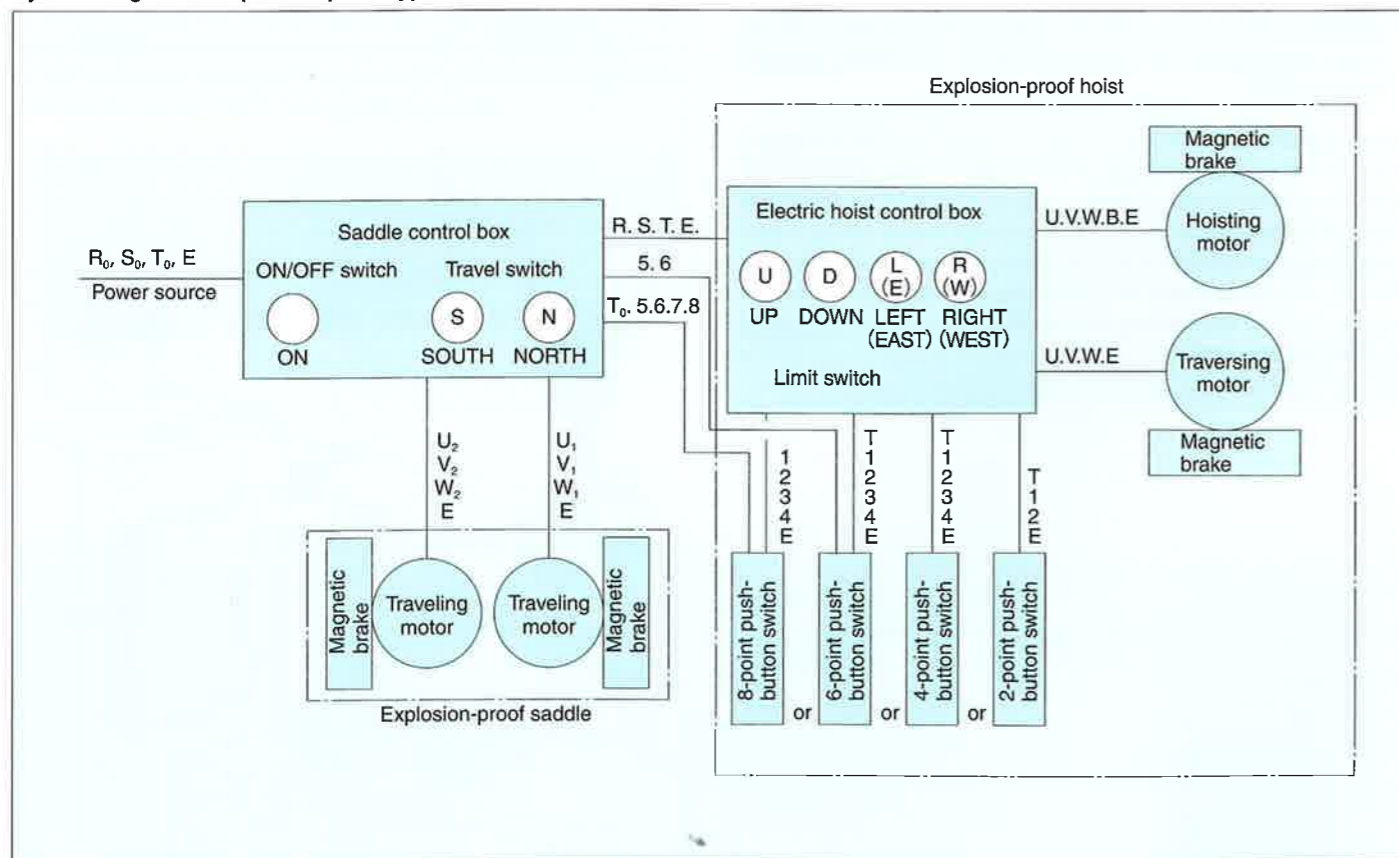 Explosion-proof hoist
Magnetic
brake
Hoisting
motor
U.V.W.B.E
Electric hoist control box
U
D
L
(E)
R
(W)
UP
DOWN
LEFT
(EAST)
RIGHT
(WEST)
Limit switch
U.V.W.E
Traversing
motor
Magnetic
brake
R₀, S₀, T₀, E
Power source
Saddle control box
ON/OFF switch
Travel switch
S
N
ON
SOUTH
NORTH
R. S. T. E.
5. 6
T₀. 5.6.7.8
U₂
V₂
W₂
E
U₁
V₁
W₁
E
Magnetic
brake
Traveling
motor
Traveling
motor
Magnetic
brake
Explosion-proof saddle
1
2
3
4
E
T
1
2
3
4
E
T
1
2
3
4
E
T
1
2
E
8-point push-
button switch
or
6-point push-
button switch
or
4-point push-
button switch
or
2-point push-
button switch